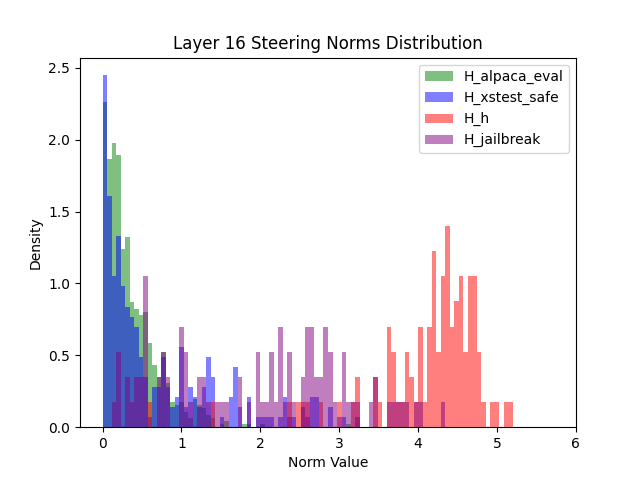 Layer 16 Steering Norms Distribution
H_alpaca_eval
H_xstest_safe
H_h
H_jailbreak
Density
2.5
2.0
1.5
1.0
0.5
0.0
0 1 2 3 4 5 6
Norm Value